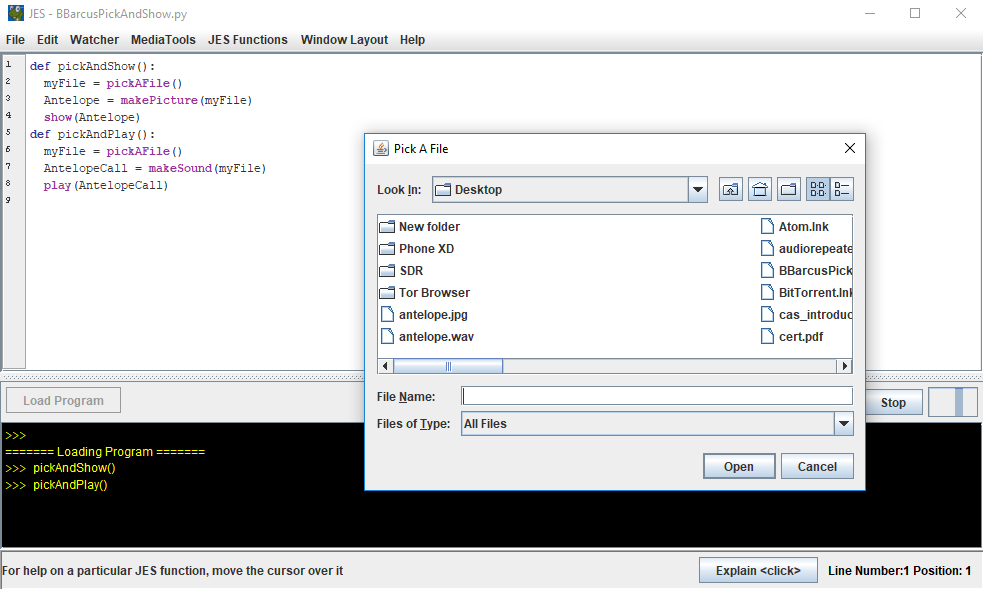 JES - BBarcusPickAndShow.py
File Edit Watcher MediaTools JES Functions Window Layout Help
1 def pickAndShow():
2 myFile = pickAFile()
3 Antelope = makePicture(myFile)
4 show(Antelope)
5 def pickAndPlay():
6 myFile = pickAFile()
7 AntelopeCall = makeSound(myFile)
8 play(AntelopeCall)
9
Pick A File
Look In: Desktop
New folder
Phone XD
SDR
Tor Browser
antelope.jpg
antelope.wav
Atom.lnk
audiorepeate
BBarcusPick
BitTorrent.lnk
cas_introduc
cert.pdf
File Name:
Files of Type: All Files
Open Cancel
Load Program
Stop
>>>
======= Loading Program =======
>>> pickAndShow()
>>> pickAndPlay()
For help on a particular JES function, move the cursor over it
Explain <click>
Line Number:1 Position: 1